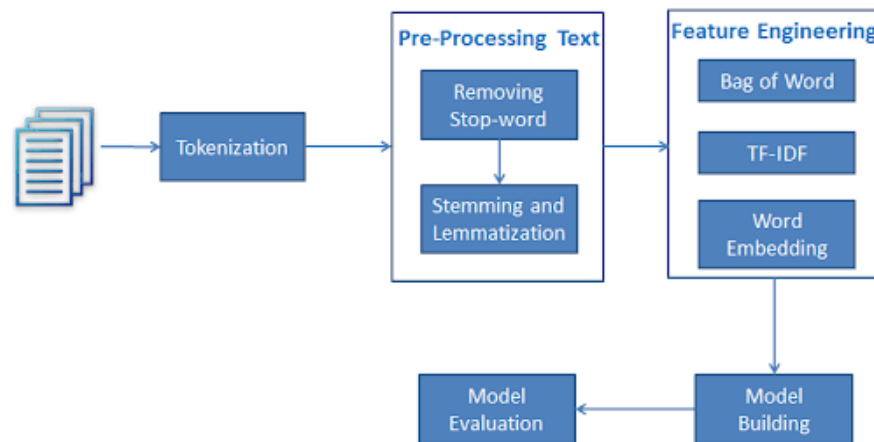 Pre-Processing Text
Feature Engineering
Tokenization
Removing
Stop-word
Stemming and
Lemmatization
Bag of Word
TF-IDF
Word
Embedding
Model
Building
Model
Evaluation